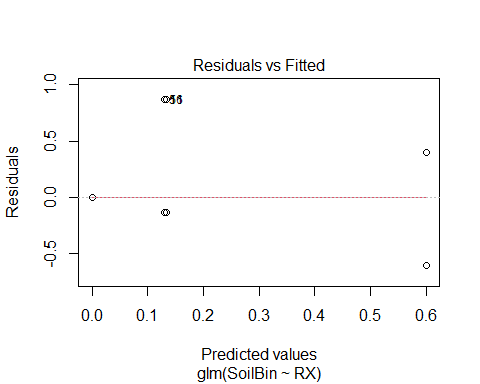 Residuals vs Fitted
Residuals
1.0
0.5
0.0
-0.5
0.0 0.1 0.2 0.3 0.4 0.5 0.6
Predicted values
glm(SoilBin ~ RX)